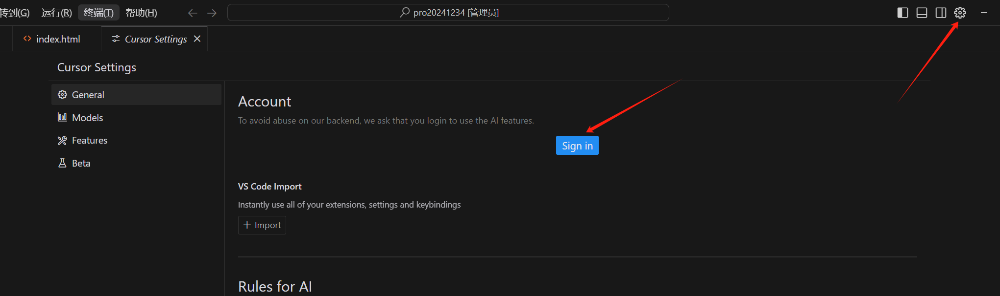 转到(G) 运行(R) 终端(T) 帮助(H) pro20241234 [管理员]
index.html Cursor Settings
Cursor Settings
General
Models
Features
Beta
Account
To avoid abuse on our backend, we ask that you login to use the AI features.
Sign in
VS Code Import
Instantly use all of your extensions, settings and keybindings
Import
Rules for AI